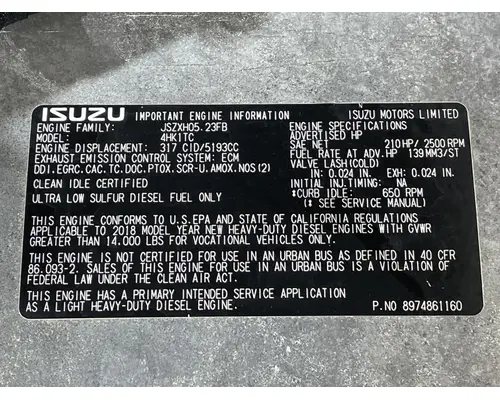 ISUZU IMPORTANT ENGINE INFORMATION ISUZU MOTORS LIMITED
ENGINE FAMILY: JSZXH05.23FB ENGINE SPECIFICATIONS
MODEL: 4HK1TC ADVERTISED HP
ENGINE DISPLACEMENT: 317 CID/5193CC SAE NET 210HP/2500RPM
EXHAUST EMISSION CONTROL SYSTEM: ECM FUEL RATE AT ADV.HP 139MM3/ST
DDI.EGRC.CAC.TC.DOC.PTOX.SCR-U.AMOX.NOS(2) VALVE LASH(COLD)
IN: 0.024 IN. EXH: 0.024 IN.
CLEAN IDLE CERTIFIED INITIAL INJ.TIMING: NA
*CURB IDLE: 650 RPM
ULTRA LOW SULFUR DIESEL FUEL ONLY (* SEE SERVICE MANUAL)
THIS ENGINE CONFORMS TO U.S.EPA AND STATE OF CALIFORNIA REGULATIONS
APPLICABLE TO 2018 MODEL YEAR NEW HEAVY-DUTY DIESEL ENGINES WITH GVWR
GREATER THAN 14.000 LBS FOR VOCATIONAL VEHICLES ONLY.
THIS ENGINE IS NOT CERTIFIED FOR USE IN AN URBAN BUS AS DEFINED IN 40 CFR
86.093-2. SALES OF THIS ENGINE FOR USE IN AN URBAN BUS IS A VIOLATION OF
FEDERAL LAW UNDER THE CLEAN AIR ACT.
THIS ENGINE HAS A PRIMARY INTENDED SERVICE APPLICATION
AS A LIGHT HEAVY-DUTY DIESEL ENGINE. P.NO 8974861160